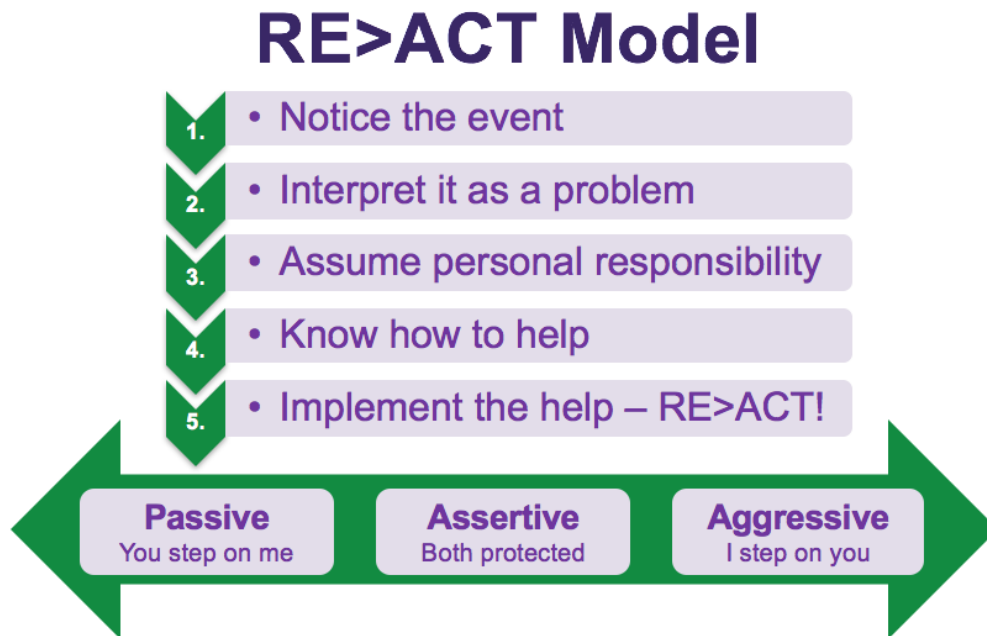 RE>ACT Model
1.
• Notice the event
2.
• Interpret it as a problem
3.
• Assume personal responsibility
4.
• Know how to help
5.
• Implement the help – RE>ACT!
Passive
You step on me
Assertive
Both protected
Aggressive
I step on you